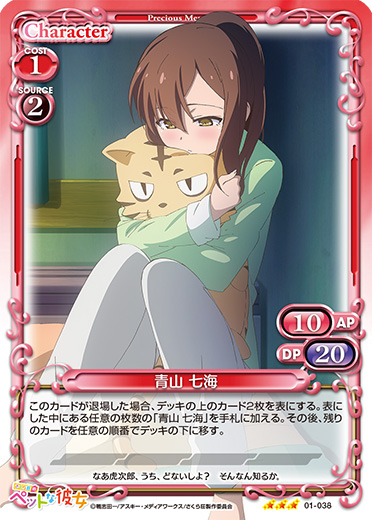 Precious Me
Character
COST
1
SOURCE
2
10 AP
DP 20
青山 七海
このカードが退場した場合、デッキの上のカード2枚を表にする。表に
した中にある任意の枚数の「青山 七海」を手札に加える。その後、残り
のカードを任意の順番でデッキの下に移す。
なあ虎次郎、うち、どないしよ?　そんなん知るか。
さくら荘の
ペットな彼女
©鴨志田一/アスキー・メディアワークス/さくら荘製作委員会
01-038